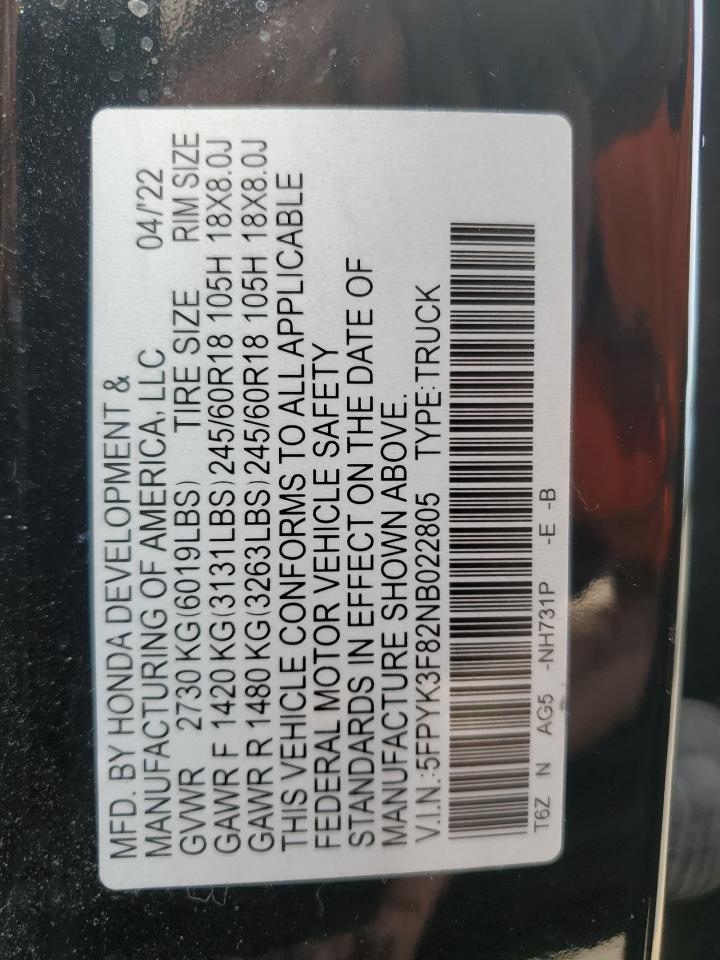 MFD. BY HONDA DEVELOPMENT &
MANUFACTURING OF AMERICA, LLC 04/'22
GVWR 2730 KG(6019LBS) TIRE SIZE RIM SIZE
GAWR F 1420 KG(3131LBS) 245/60R18 105H 18X8.0J
GAWR R 1480 KG(3263LBS) 245/60R18 105H 18X8.0J
THIS VEHICLE CONFORMS TO ALL APPLICABLE
FEDERAL MOTOR VEHICLE SAFETY
STANDARDS IN EFFECT ON THE DATE OF
MANUFACTURE SHOWN ABOVE.
V.I.N.:5FPYK3F82NB022805 TYPE:TRUCK
T6Z N AG5 -NH731P -E -B